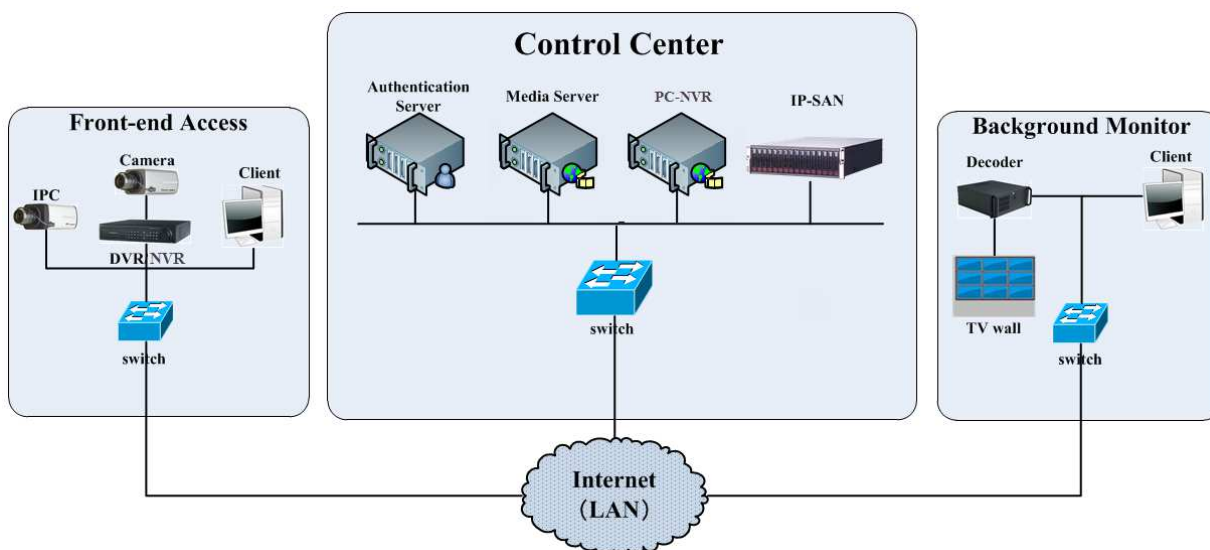 Control Center
Authentication
Server
Media Server
PC-NVR
IP-SAN
switch
Front-end Access
Camera
IPC
Client
DVR/NVR
switch
Background Monitor
Decoder
Client
TV wall
switch
Internet
(LAN)